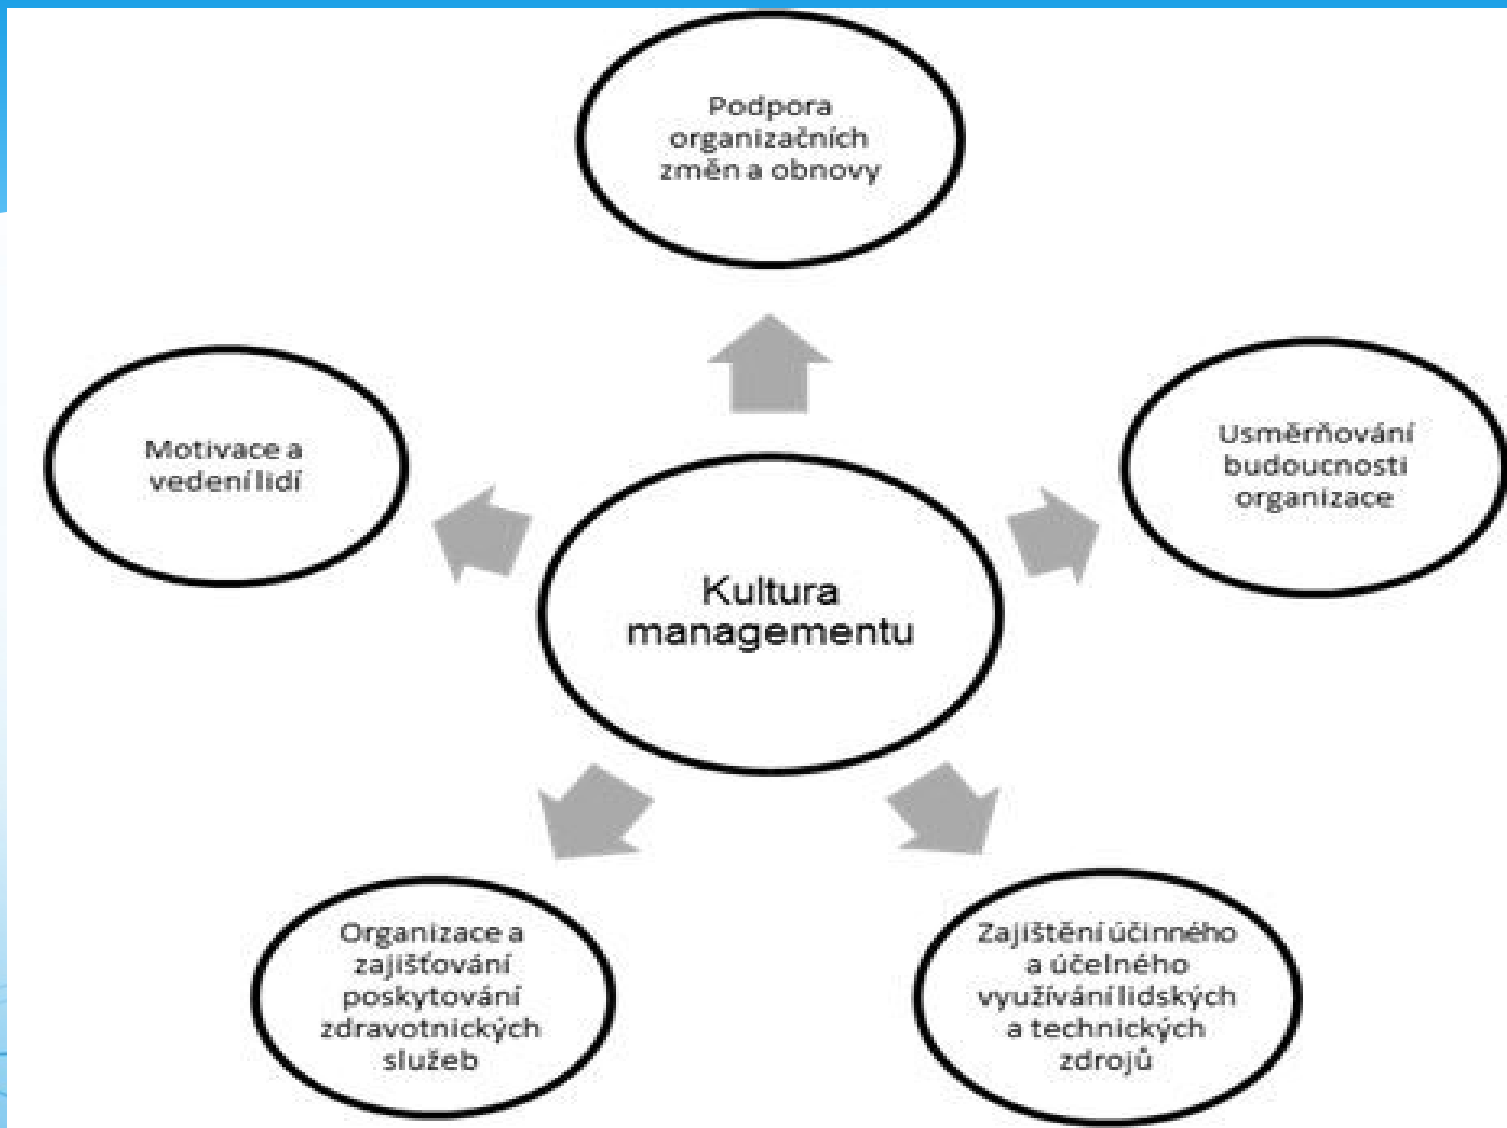 Podpora
organizačních
změn a obnovy
Motivace a
vedení lidí
Usměrňování
budoucnosti
organizace
Kultura
managementu
Organizace a
zajišťování
poskytování
zdravotnických
služeb
Zajištění účinného
a účelného
využívání lidských
a technických
zdrojů